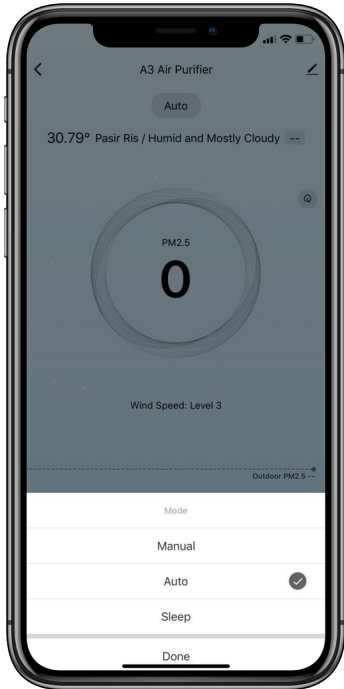 A3 Air Purifier
Auto
30.79° Pasir Ris / Humid and Mostly Cloudy --
PM2.5
0
Wind Speed: Level 3
Outdoor PM2.5 --
Mode
Manual
Auto
Sleep
Done